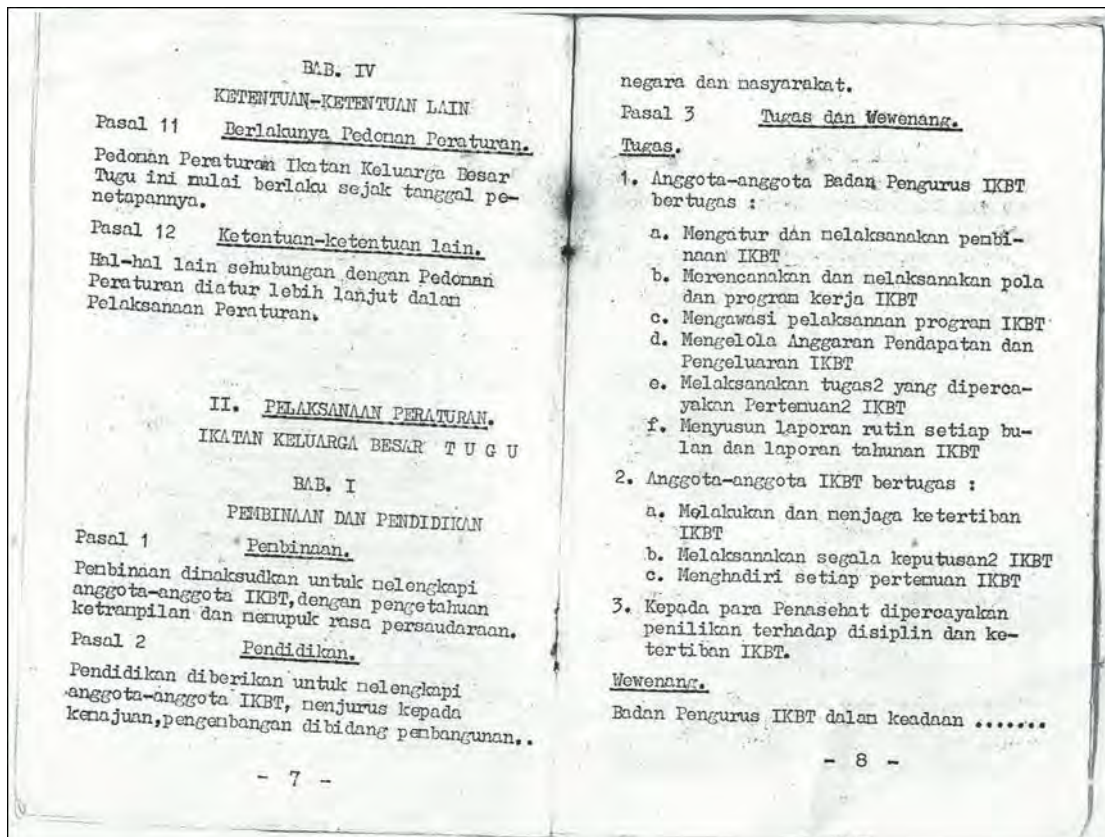 BAB. IV
KETENTUAN-KETENTUAN LAIN
Pasal 11 Berlakunya Pedoman Peraturan.
Pedoman Peraturan Ikatan Keluarga Besar
Tugu ini mulai berlaku sejak tanggal pe-
netapannya.
Pasal 12 Ketentuan-ketentuan lain.
Hal-hal lain sehubungan dengan Pedoman
Peraturan diatur lebih lanjut dalam
Pelaksanaan Peraturan.
II. PELAKSANAAN PERATURAN.
IKATAN KELUARGA BESAR T U G U
BAB. I
PEMBINAAN DAN PENDIDIKAN
Pasal 1 Pembinaan.
Pembinaan dimaksudkan untuk melengkapi
anggota-anggota IKBT,dengan pengetahuan
ketrampilan dan memupuk rasa persaudaraan.
Pasal 2 Pendidikan.
Pendidikan diberikan untuk melengkapi
anggota-anggota IKBT, menjurus kepada
kemajuan,pengembangan dibidang pembangunan..
- 7 -
negara dan masyarakat.
Pasal 3 Tugas dan Wewenang.
Tugas.
1. Anggota-anggota Badan Pengurus IKBT
bertugas :
a. Mengatur dan melaksanakan pembi-
naan IKBT
b. Merencanakan dan melaksanakan pola
dan program kerja IKBT
c. Mengawasi pelaksanaan program IKBT
d. Mengelola Anggaran Pendapatan dan
Pengeluaran IKBT
e. Melaksanakan tugas2 yang diperca-
yakan Pertemuan2 IKBT
f. Menyusun laporan rutin setiap bu-
lan dan laporan tahunan IKBT
2. Anggota-anggota IKBT bertugas :
a. Melakukan dan menjaga ketertiban
IKBT
b. Melaksanakan segala keputusan2 IKBT
c. Menghadiri setiap pertemuan IKBT
3. Kepada para Penasehat dipercayakan
penilikan terhadap disiplin dan ke-
tertiban IKBT.
Wewenang.
Badan Pengurus IKBT dalam keadaan .......
- 8 -